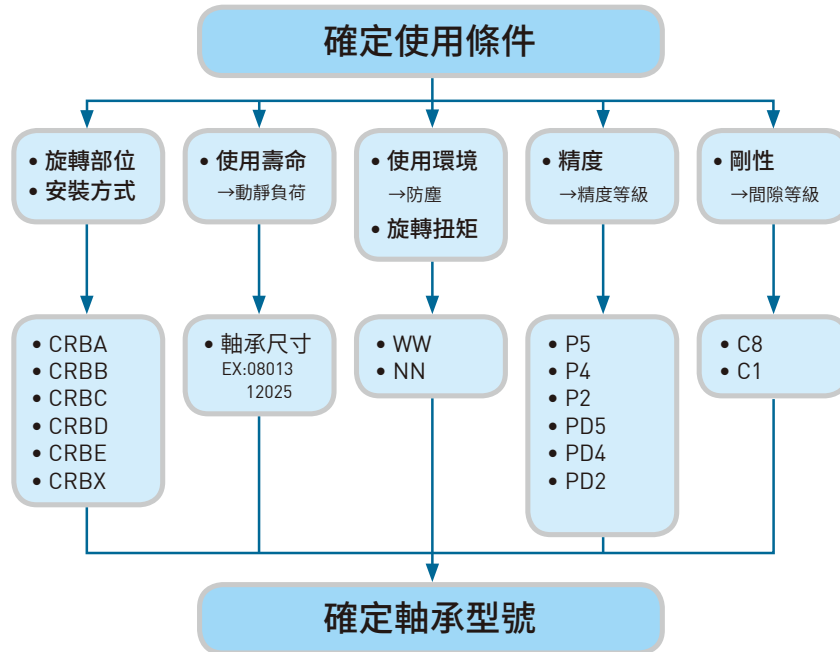 確定使用條件
• 旋轉部位
• 安裝方式
• 使用壽命
→動靜負荷
• 使用環境
→防塵
• 旋轉扭矩
• 精度
→精度等級
• 剛性
→間隙等級
• CRBA
• CRBB
• CRBC
• CRBD
• CRBE
• CRBX
• 軸承尺寸
EX:08013
12025
• WW
• NN
• P5
• P4
• P2
• PD5
• PD4
• PD2
• C8
• C1
確定軸承型號